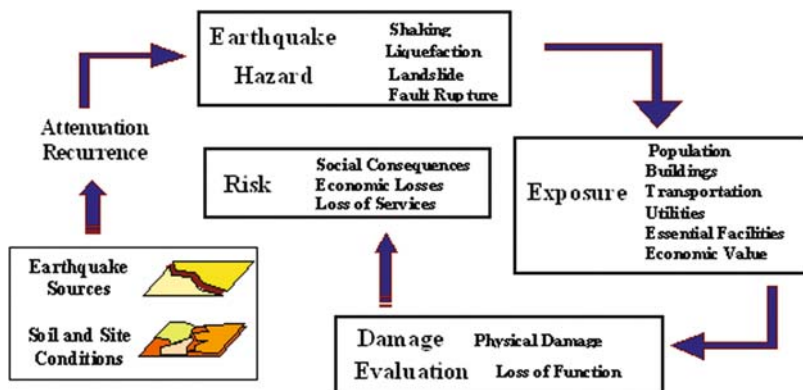 Earthquake
Hazard
Shaking
Liquefaction
Landslide
Fault Rupture
Attenuation
Recurrence
Risk
Social Consequences
Economic Losses
Loss of Services
Exposure
Population
Buildings
Transportation
Utilities
Essential Facilities
Economic Value
Earthquake
Sources
Soil and Site
Conditions
Damage
Evaluation
Physical Damage
Loss of Function